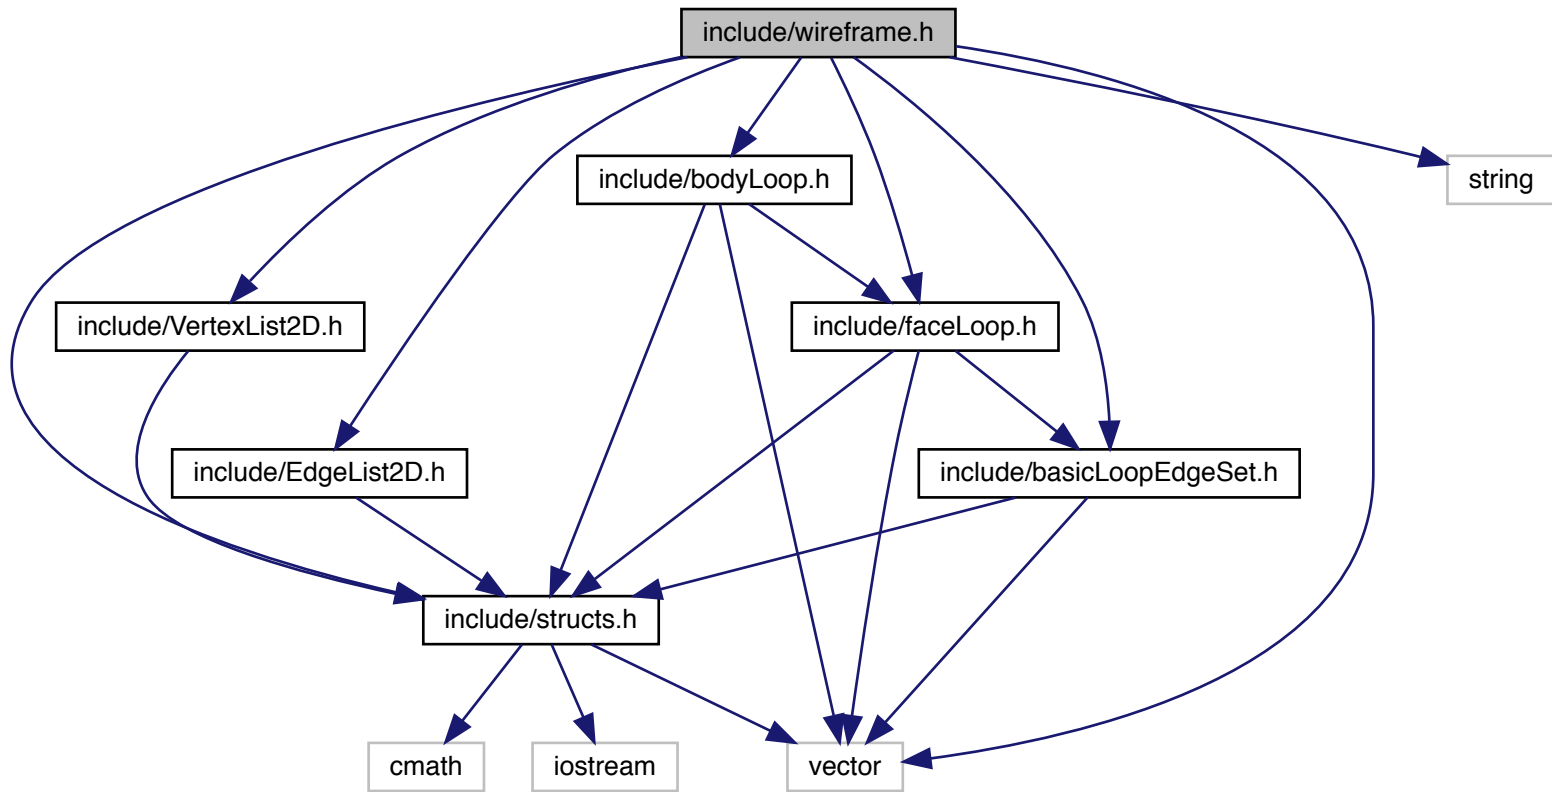 include/wireframe.h
include/bodyLoop.h
string
include/VertexList2D.h
include/faceLoop.h
include/EdgeList2D.h
include/basicLoopEdgeSet.h
include/structs.h
cmath
iostream
vector